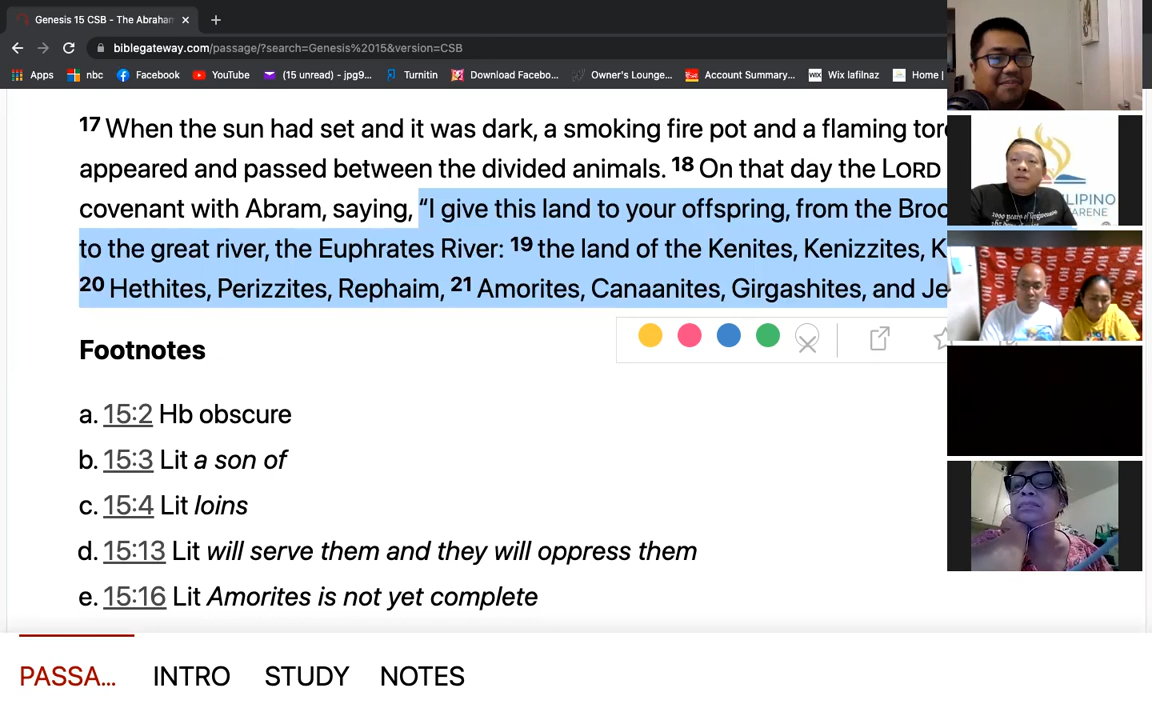 Genesis 15 CSB - The Abraham
biblegateway.com/passage/?search=Genesis%2015&version=CSB
Apps nbc Facebook YouTube (15 unread) - jpg9... Turnitin Download Facebo... Owner's Lounge... Account Summary... WIX Wix lafilnaz Home |
17 When the sun had set and it was dark, a smoking fire pot and a flaming
appeared and passed between the divided animals. 18 On that day the LORD
covenant with Abram, saying, “I give this land to your offspring, from the
to the great river, the Euphrates River: 19 the land of the Kenites, Kenizzites,
20 Hethites, Perizzites, Rephaim, 21 Amorites, Canaanites, Girgashites, and
Footnotes
a. 15:2 Hb obscure
b. 15:3 Lit a son of
c. 15:4 Lit loins
d. 15:13 Lit will serve them and they will oppress them
e. 15:16 Lit Amorites is not yet complete
PASSA... INTRO STUDY NOTES
LIPINO
ARENE